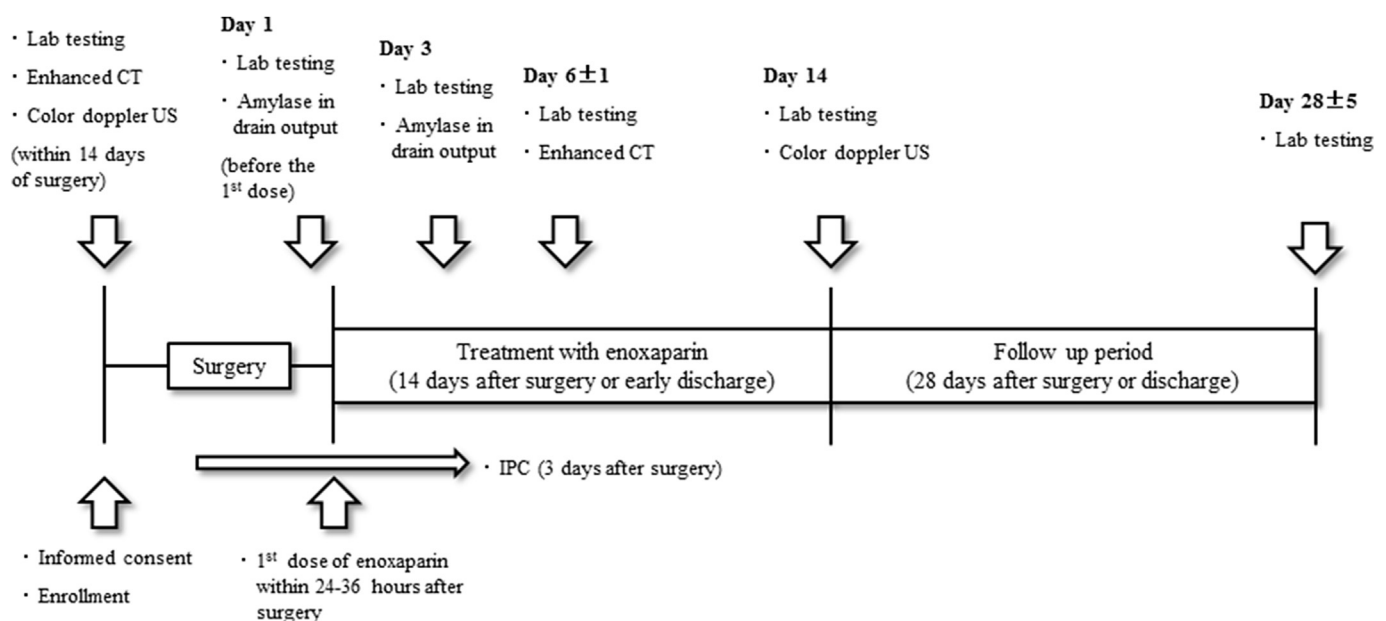 ・Lab testing
・Enhanced CT
・Color doppler US
(within 14 days
of surgery)
Day 1
・Lab testing
・Amylase in
drain output
(before the
1st dose)
Day 3
・Lab testing
・Amylase in
drain output
Day 6±1
・Lab testing
・Enhanced CT
Day 14
・Lab testing
・Color doppler US
Day 28±5
・Lab testing
Surgery
Treatment with enoxaparin
(14 days after surgery or early discharge)
Follow up period
(28 days after surgery or discharge)
・IPC (3 days after surgery)
・Informed consent
・Enrollment
・1st dose of enoxaparin
within 24-36 hours after
surgery